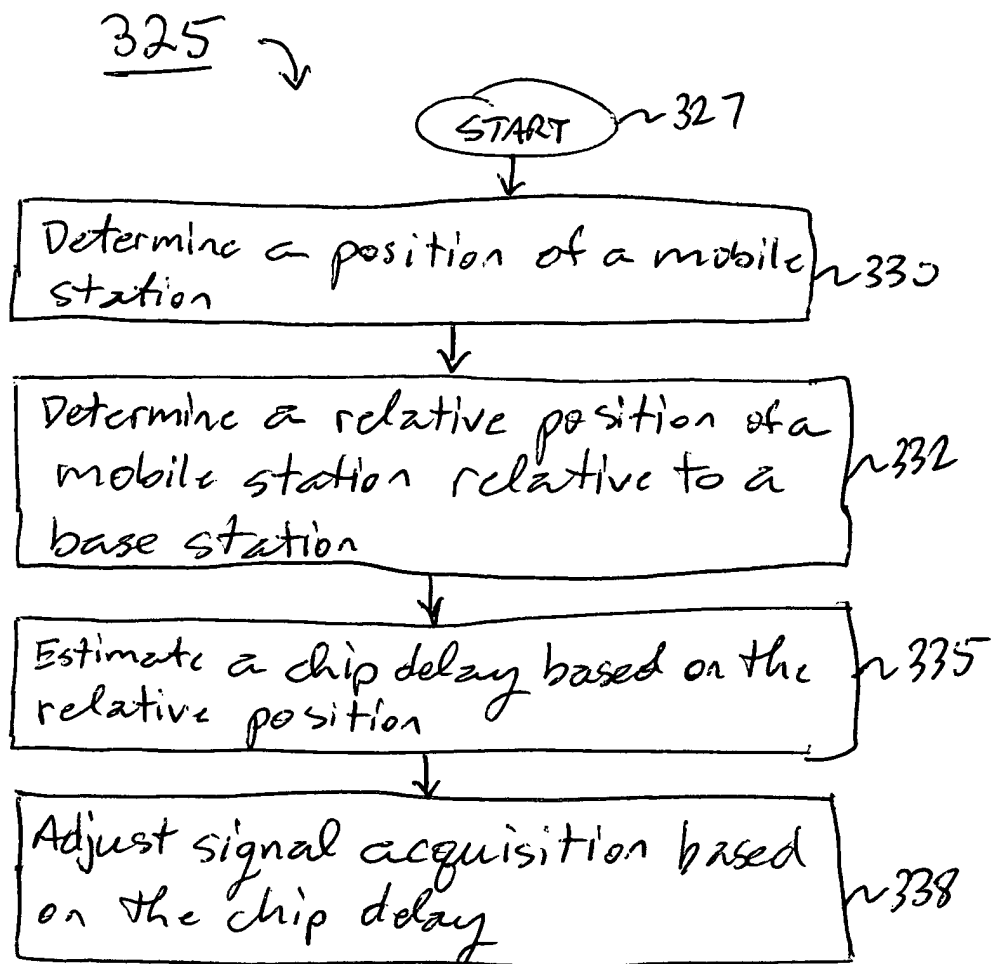 325
START ~327
Determine a position of a mobile
station
~330
Determine a relative position of a
mobile station relative to a
base station
~332
Estimate a chip delay based on the
relative position
~335
Adjust signal acquisition based
on the chip delay
~338